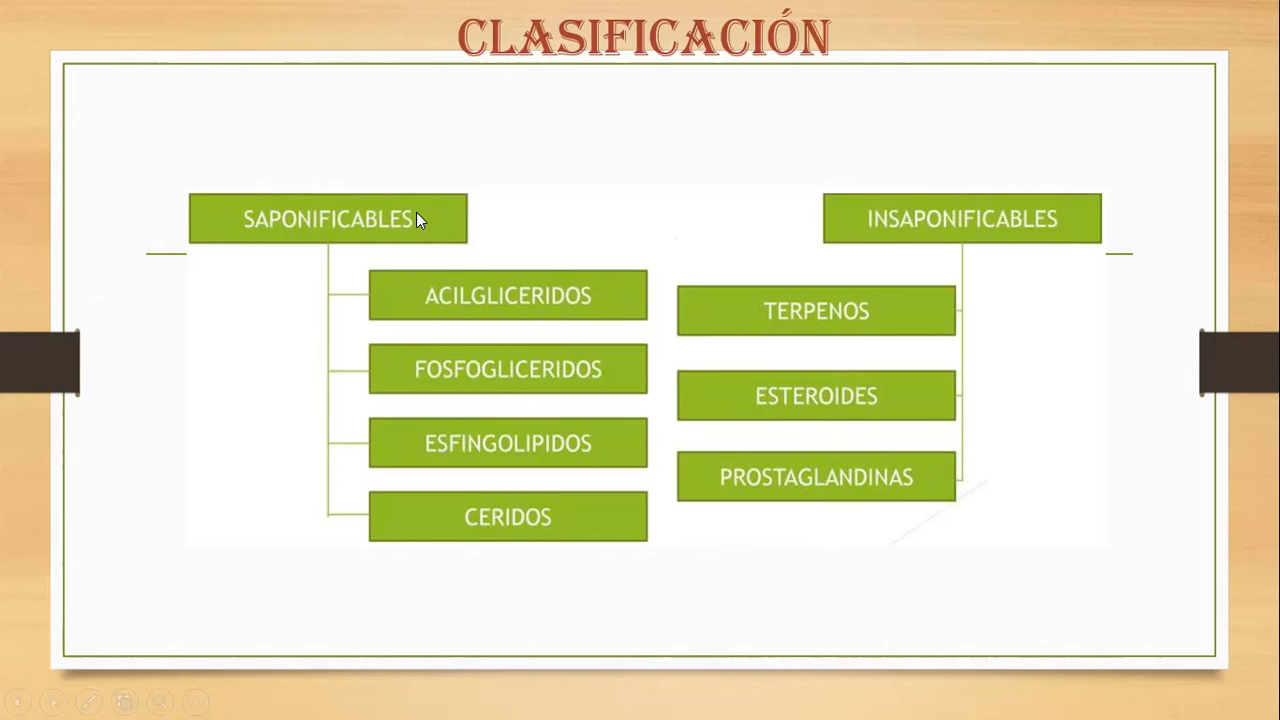 CLASIFICACIÓN
SAPONIFICABLES
ACILGLICERIDOS
FOSFOGLICERIDOS
ESFINGOLIPIDOS
CERIDOS
INSAPONIFICABLES
TERPENOS
ESTEROIDES
PROSTAGLANDINAS